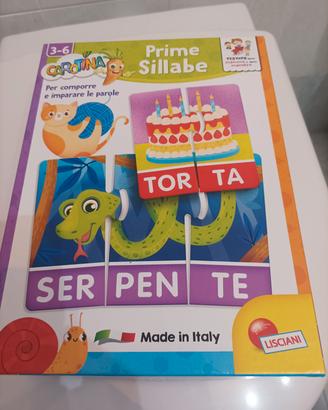 3-6
CAROTINA
Prime
Sillabe
Per comporre
e imparare le parole
TOR TA
SER PEN TE
Made in Italy
LISCIANI